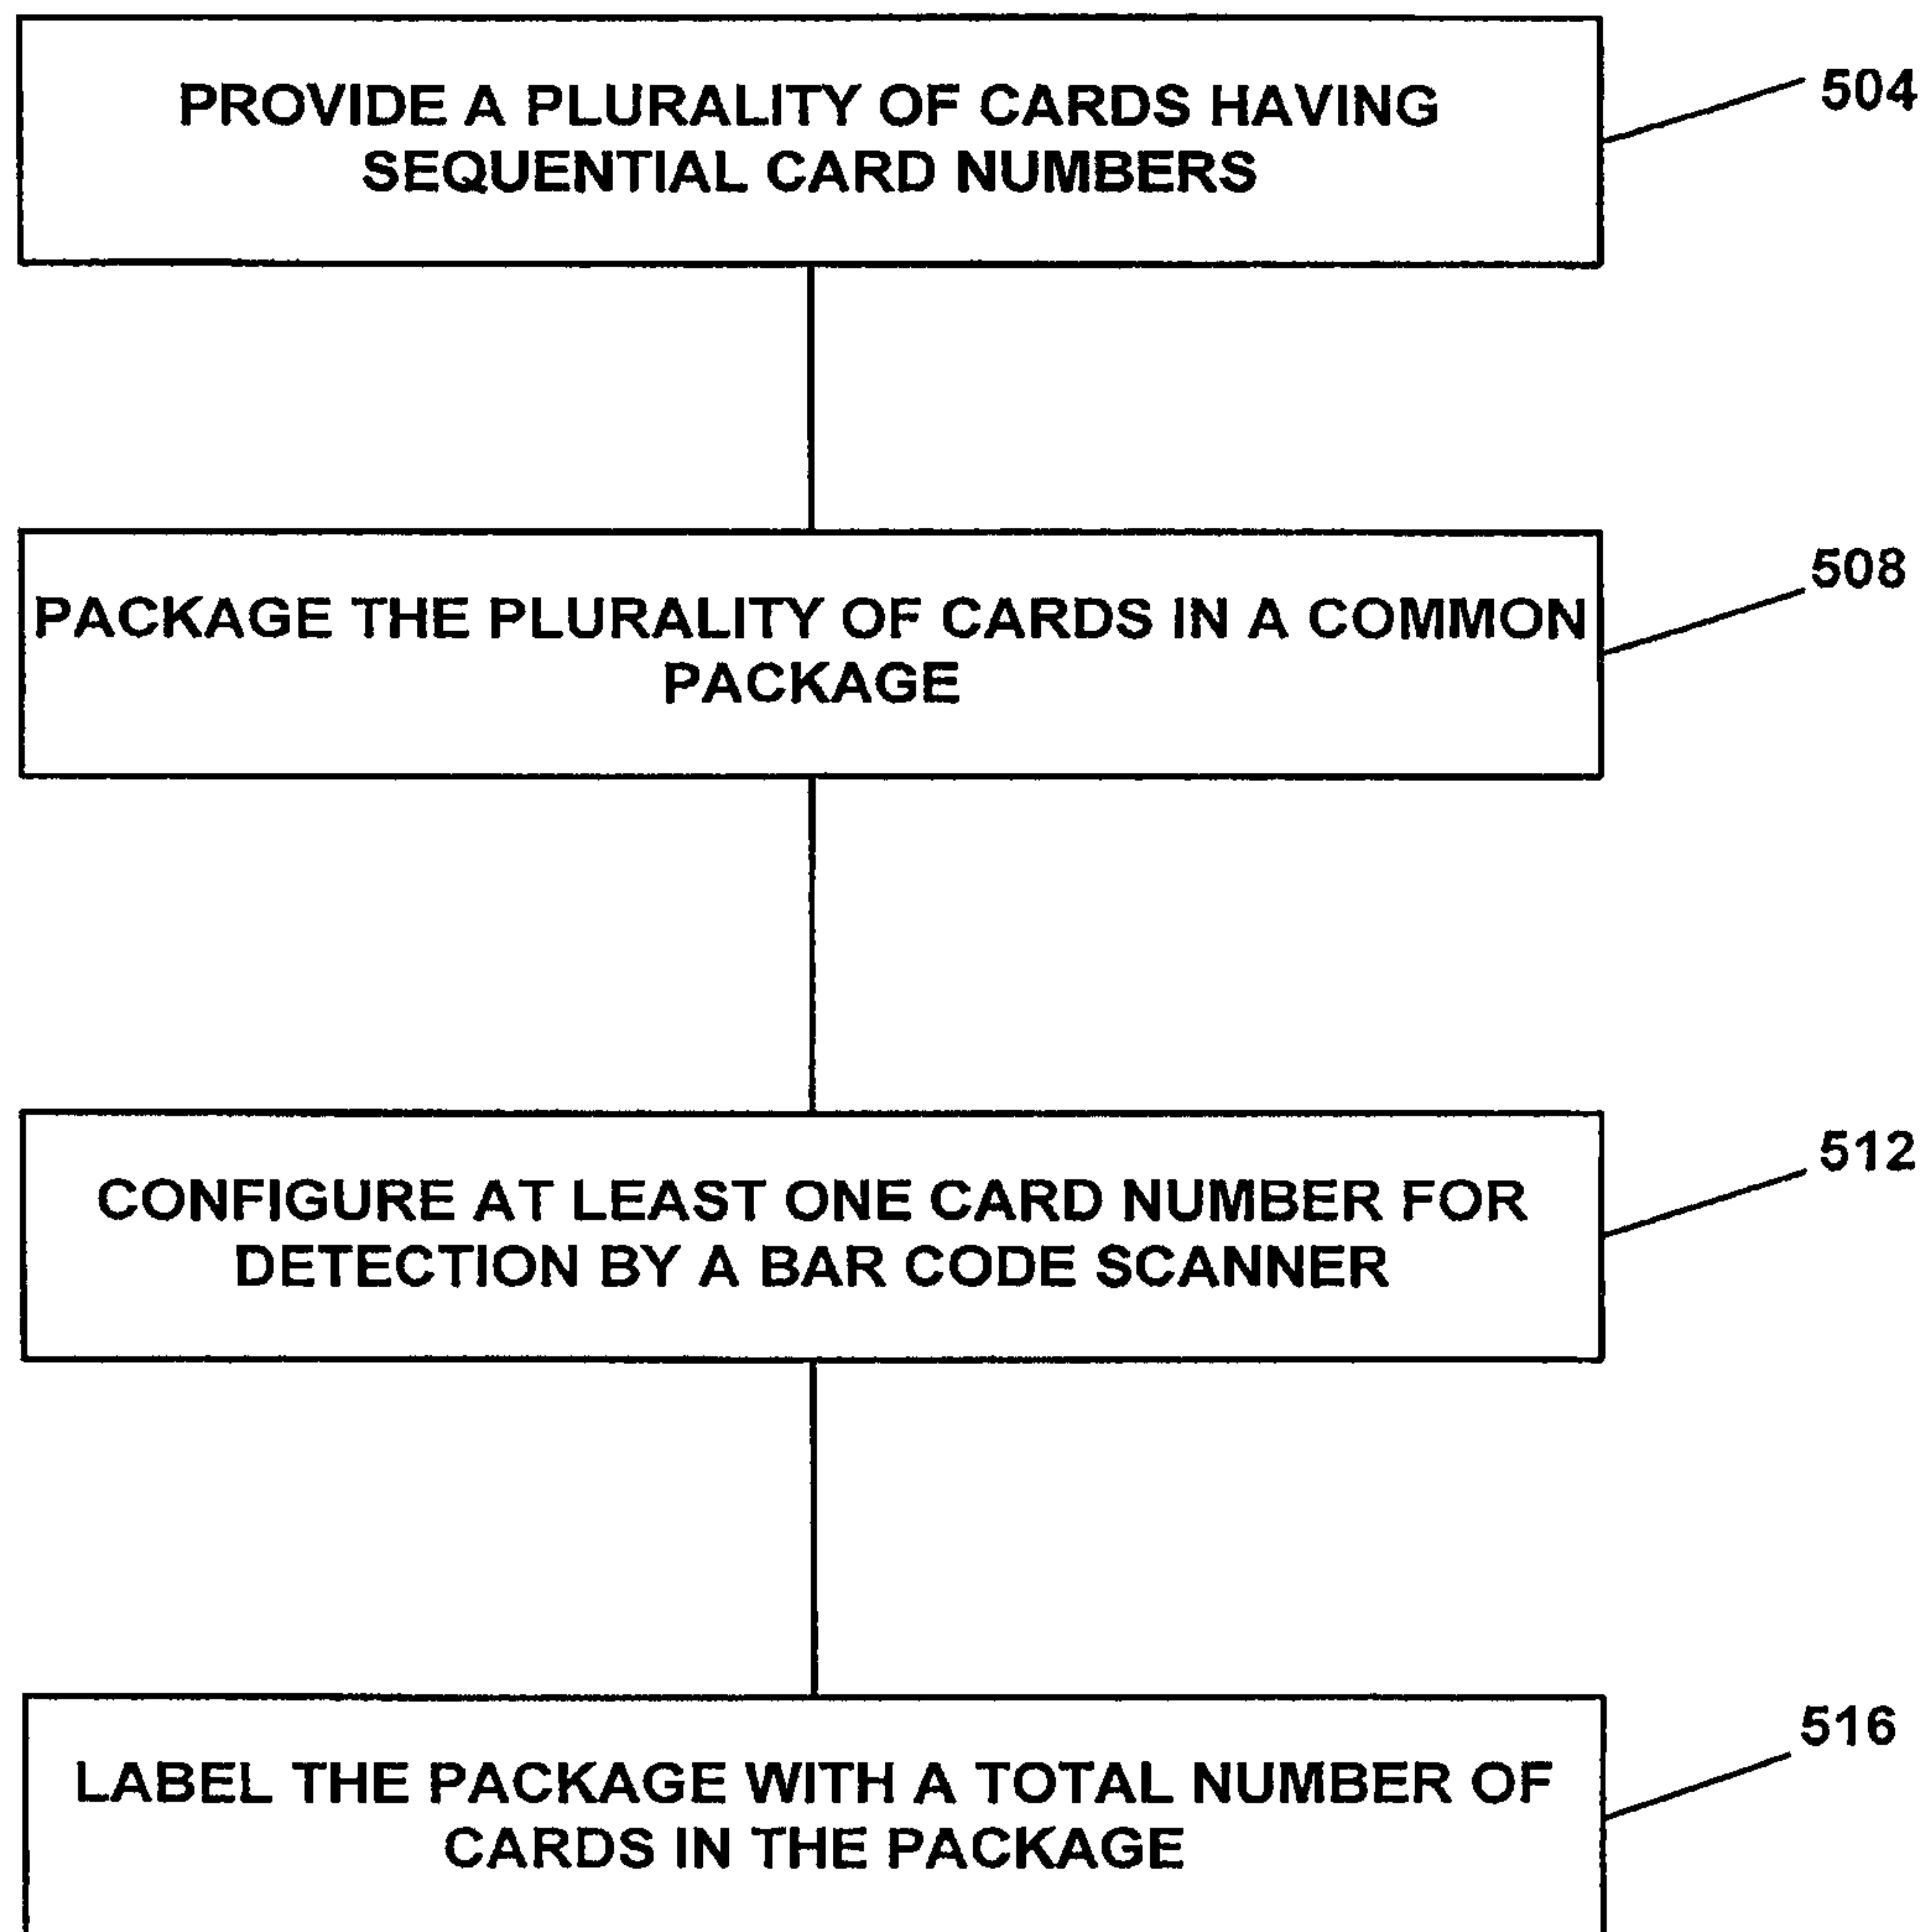 PROVIDE A PLURALITY OF CARDS HAVING
SEQUENTIAL CARD NUMBERS
504
PACKAGE THE PLURALITY OF CARDS IN A COMMON
PACKAGE
508
CONFIGURE AT LEAST ONE CARD NUMBER FOR
DETECTION BY A BAR CODE SCANNER
512
LABEL THE PACKAGE WITH A TOTAL NUMBER OF
CARDS IN THE PACKAGE
516